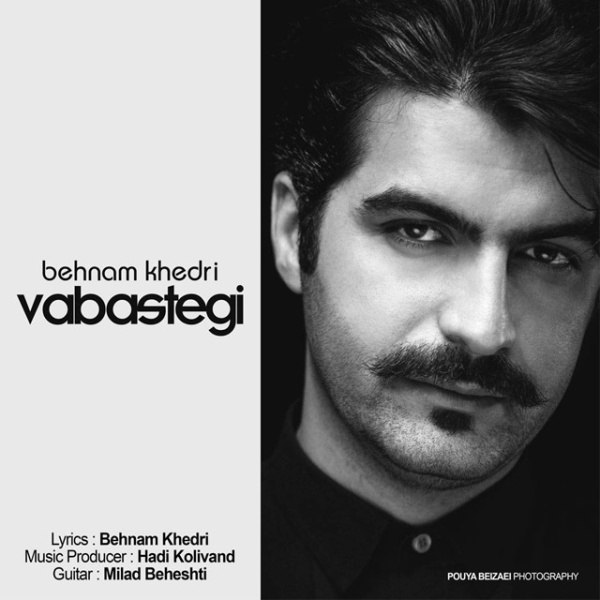 behnam khedri
vabastegi
Lyrics : Behnam Khedri
Music Producer : Hadi Kolivand
Guitar : Milad Beheshti
POUYA BEIZAEI PHOTOGRAPHY